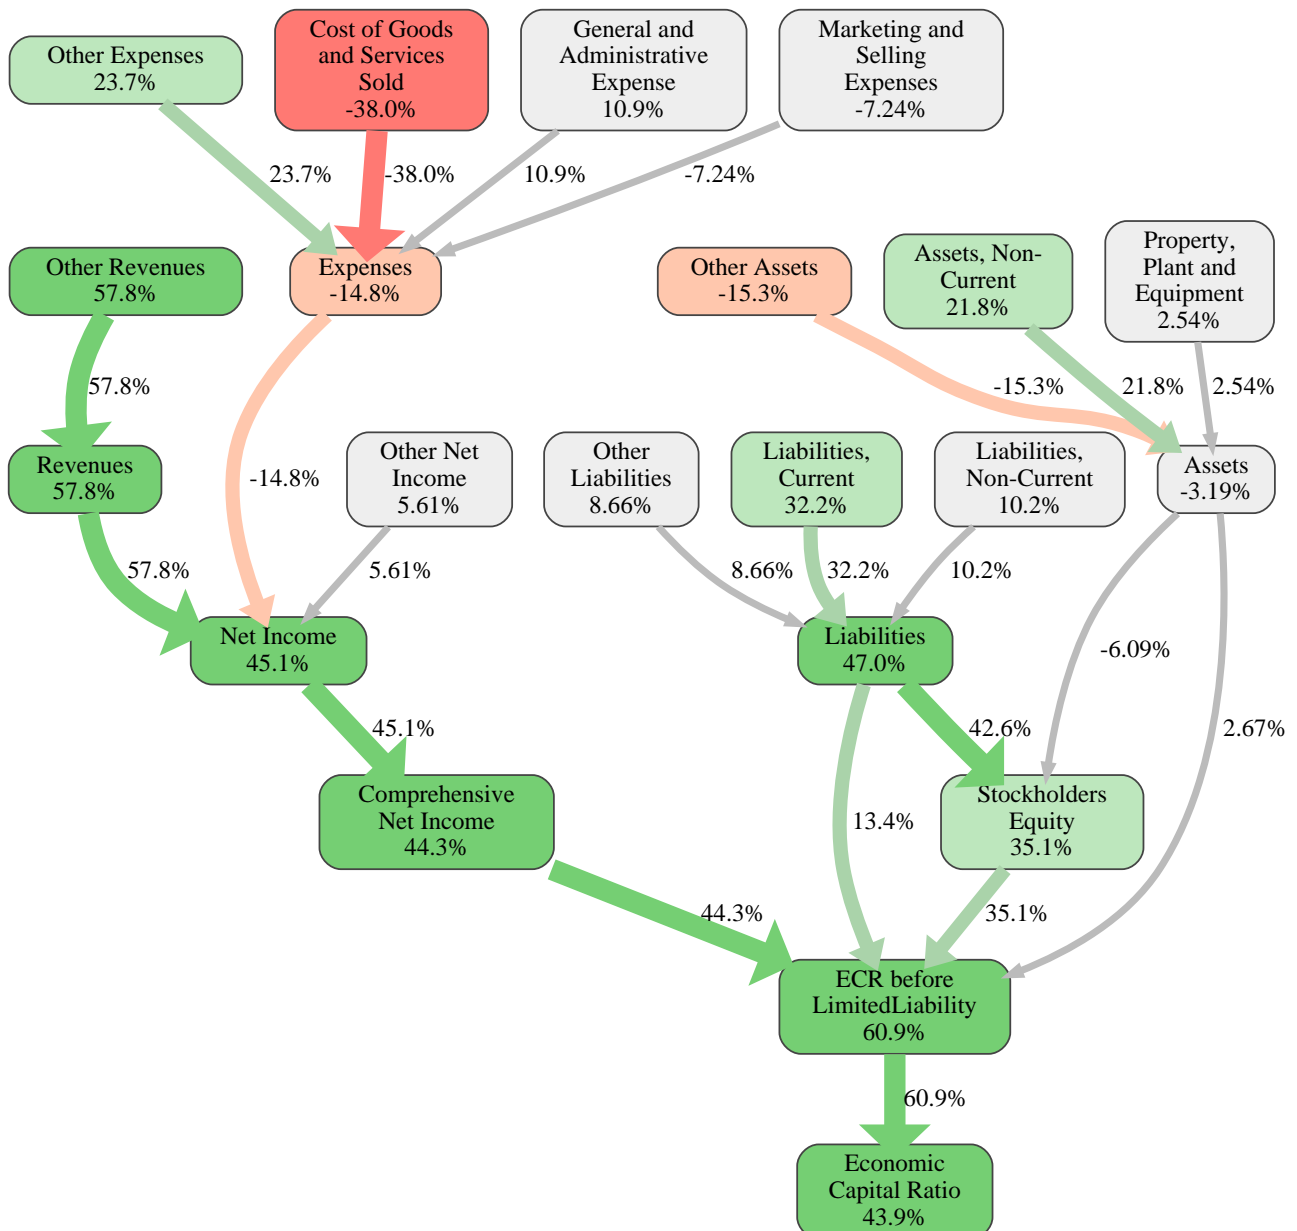 Other Expenses
23.7%
Cost of Goods
and Services
Sold
-38.0%
General and
Administrative
Expense
10.9%
Marketing and
Selling
Expenses
-7.24%
23.7%
-38.0%
10.9%
-7.24%
Other Revenues
57.8%
Expenses
-14.8%
Other Assets
-15.3%
Assets, Non-
Current
21.8%
Property,
Plant and
Equipment
2.54%
57.8%
-15.3%
21.8%
2.54%
Revenues
57.8%
-14.8%
Other Net
Income
5.61%
Other
Liabilities
8.66%
Liabilities,
Current
32.2%
Liabilities,
Non-Current
10.2%
Assets
-3.19%
57.8%
5.61%
8.66%
32.2%
10.2%
Net Income
45.1%
Liabilities
47.0%
-6.09%
45.1%
42.6%
2.67%
Comprehensive
Net Income
44.3%
13.4%
Stockholders
Equity
35.1%
44.3%
35.1%
ECR before
LimitedLiability
60.9%
60.9%
Economic
Capital Ratio
43.9%